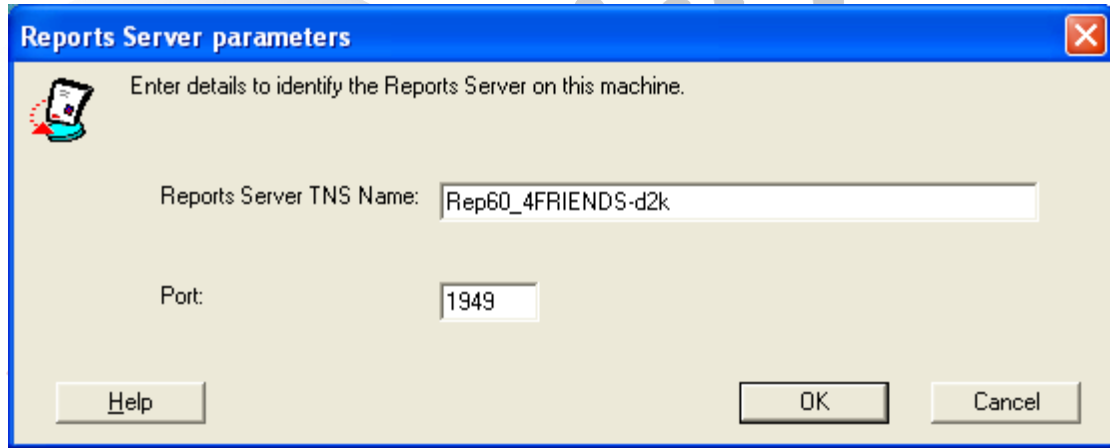 Reports Server parameters
Enter details to identify the Reports Server on this machine.
Reports Server TNS Name: Rep60_4FRIENDS-d2k
Port: 1949
Help OK Cancel